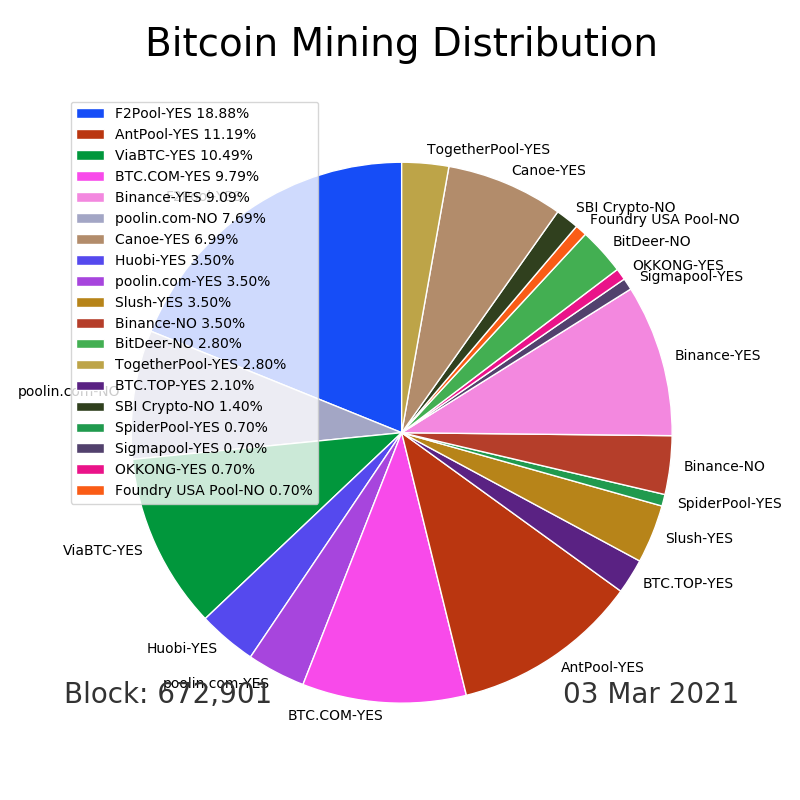 Bitcoin Mining Distribution
F2Pool-YES 18.88%
AntPool-YES 11.19%
ViaBTC-YES 10.49%
BTC.COM-YES 9.79%
Binance-YES 9.09%
poolin.com-NO 7.69%
Canoe-YES 6.99%
Huobi-YES 3.50%
poolin.com-YES 3.50%
Slush-YES 3.50%
Binance-NO 3.50%
BitDeer-NO 2.80%
TogetherPool-YES 2.80%
BTC.TOP-YES 2.10%
SBI Crypto-NO 1.40%
SpiderPool-YES 0.70%
Sigmapool-YES 0.70%
OKKONG-YES 0.70%
Foundry USA Pool-NO 0.70%
TogetherPool-YES
Canoe-YES
SBI Crypto-NO
Foundry USA Pool-NO
BitDeer-NO
OKKONG-YES
Sigmapool-YES
Binance-YES
Binance-NO
SpiderPool-YES
Slush-YES
BTC.TOP-YES
AntPool-YES
BTC.COM-YES
poolin.com-YES
Huobi-YES
ViaBTC-YES
poolin.com-NO
Block: 672,901
03 Mar 2021